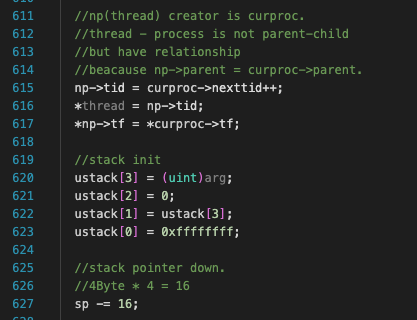 611 //np(thread) creator is curproc.
612 //thread - process is not parent-child
613 //but have relationship
614 //beacause np->parent = curproc->parent.
615 np->tid = curproc->nexttid++;
616 *thread = np->tid;
617 *np->tf = *curproc->tf;
618
619 //stack init
620 ustack[3] = (uint)arg;
621 ustack[2] = 0;
622 ustack[1] = ustack[3];
623 ustack[0] = 0xffffffff;
624
625 //stack pointer down.
626 //4Byte * 4 = 16
627 sp -= 16;